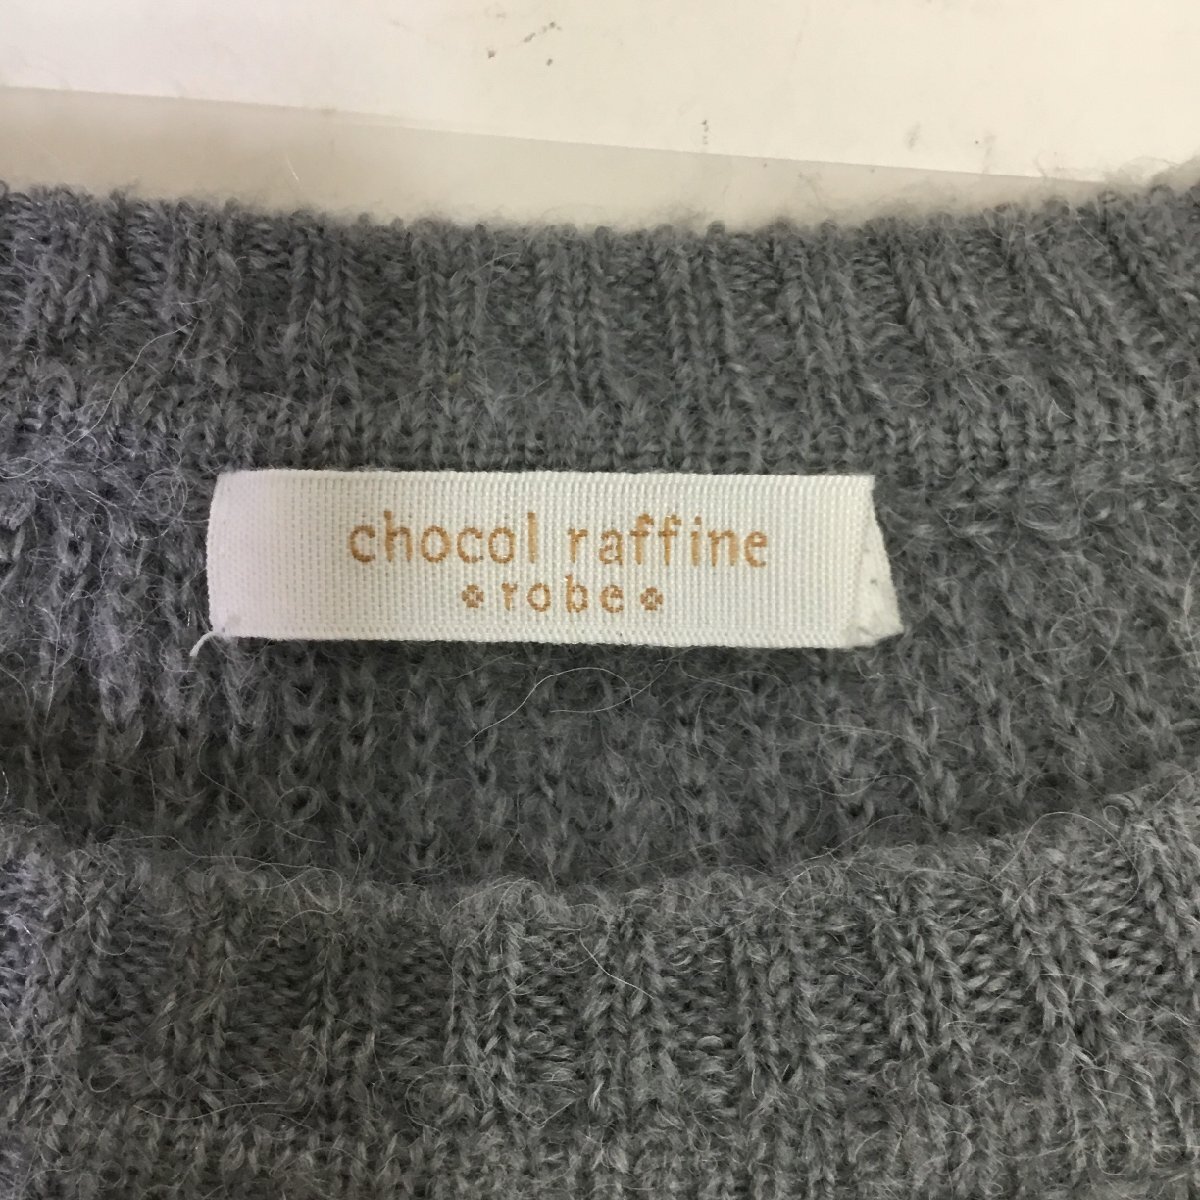 chocol raffine
robe